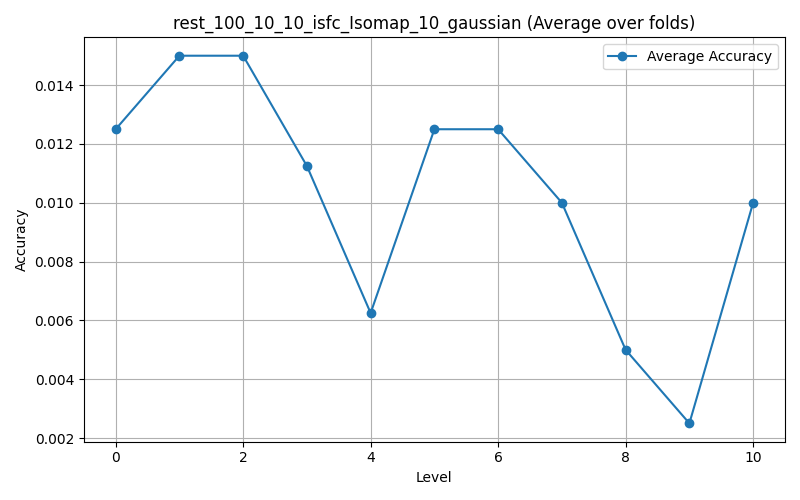 rest_100_10_10_isfc_Isomap_10_gaussian (Average over folds)
Average Accuracy
0.014
0.012
0.010
0.008
0.006
0.004
0.002
Accuracy
0 2 4 6 8 10
Level